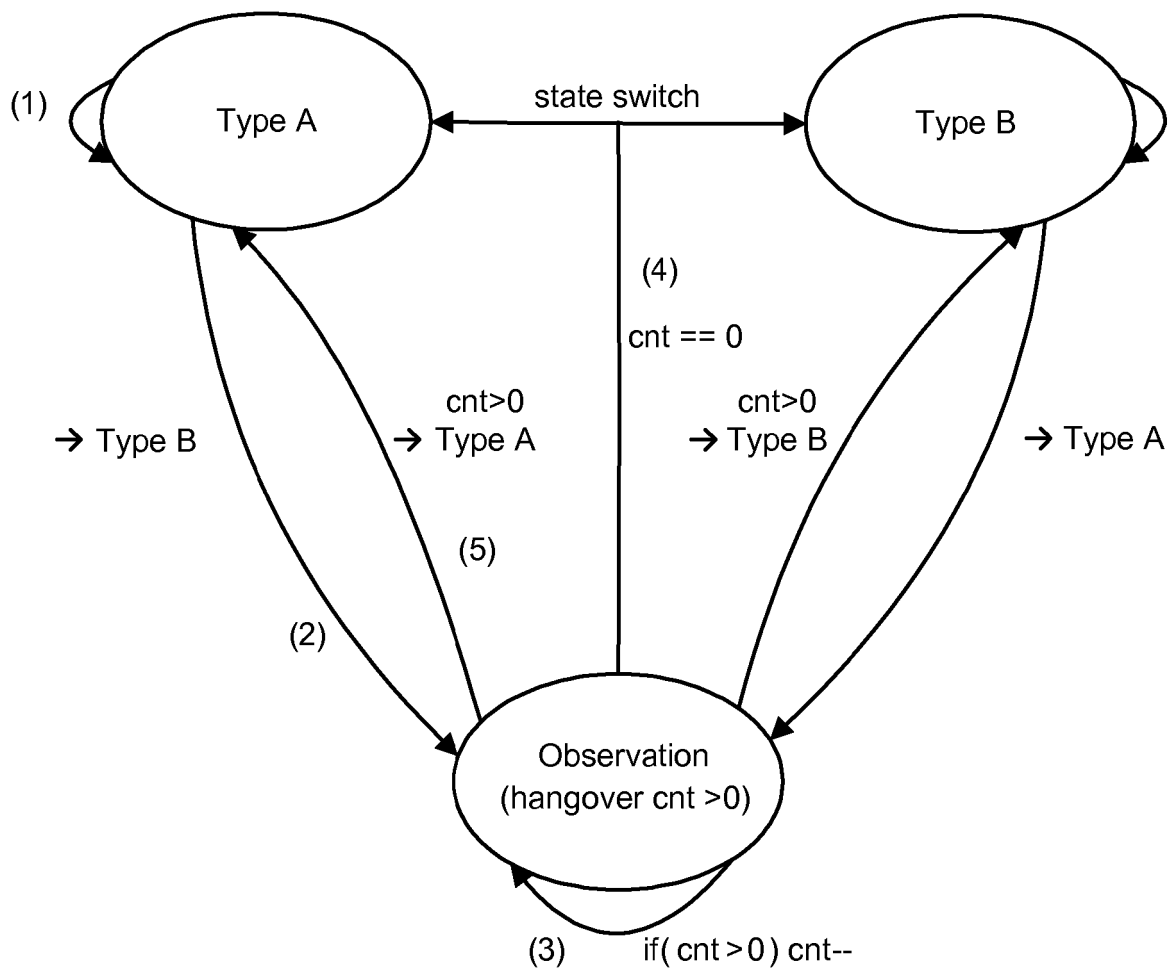 state switch
(1)
Type A
Type B
(4)
cnt == 0
cnt>0
cnt>0
→ Type B
→ Type A
→ Type B
→ Type A
(5)
(2)
Observation
(hangover cnt >0)
(3)
if( cnt > 0 ) cnt--